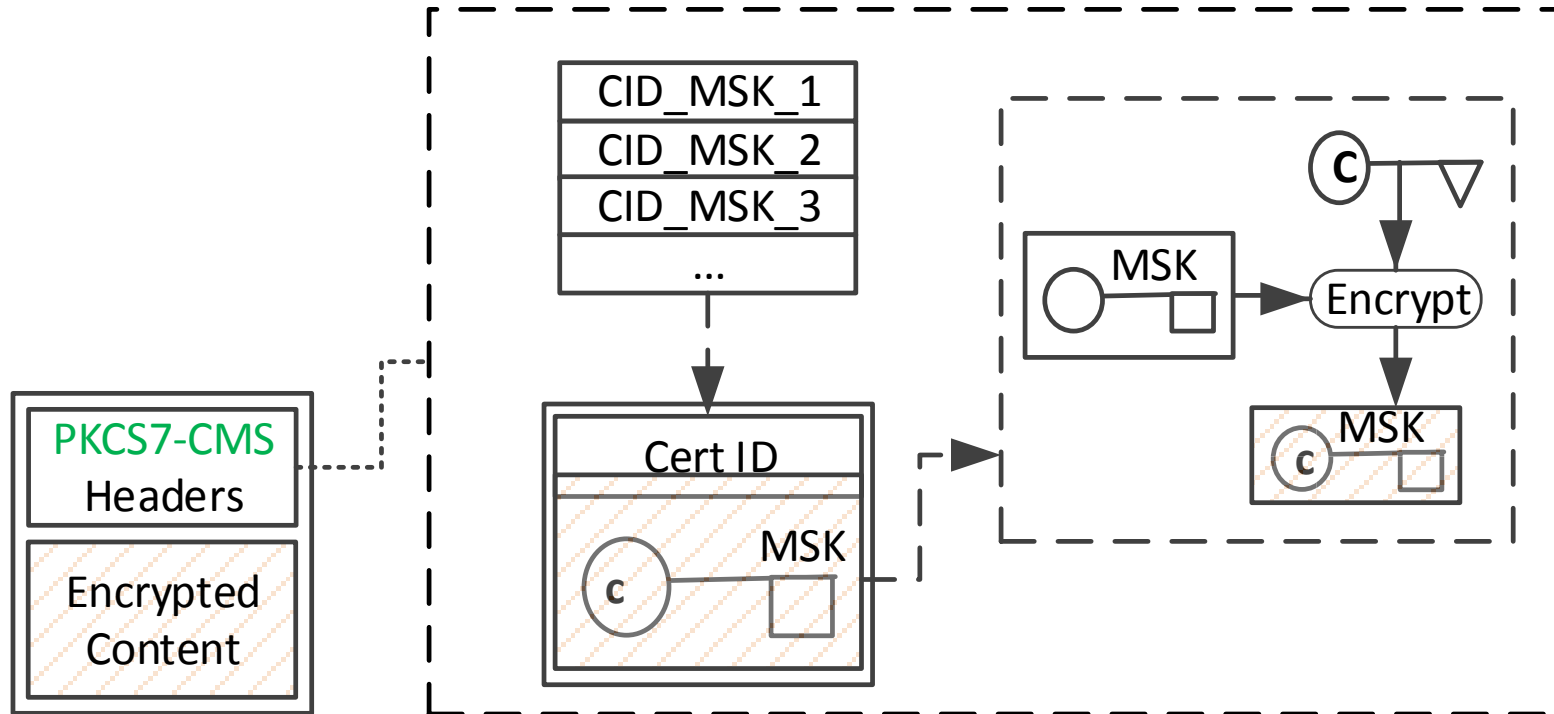 CID_MSK_1
CID_MSK_2
CID_MSK_3
...
C
MSK
Encrypt
MSK
c
PKCS7-CMS
Headers
Encrypted
Content
Cert ID
MSK
c